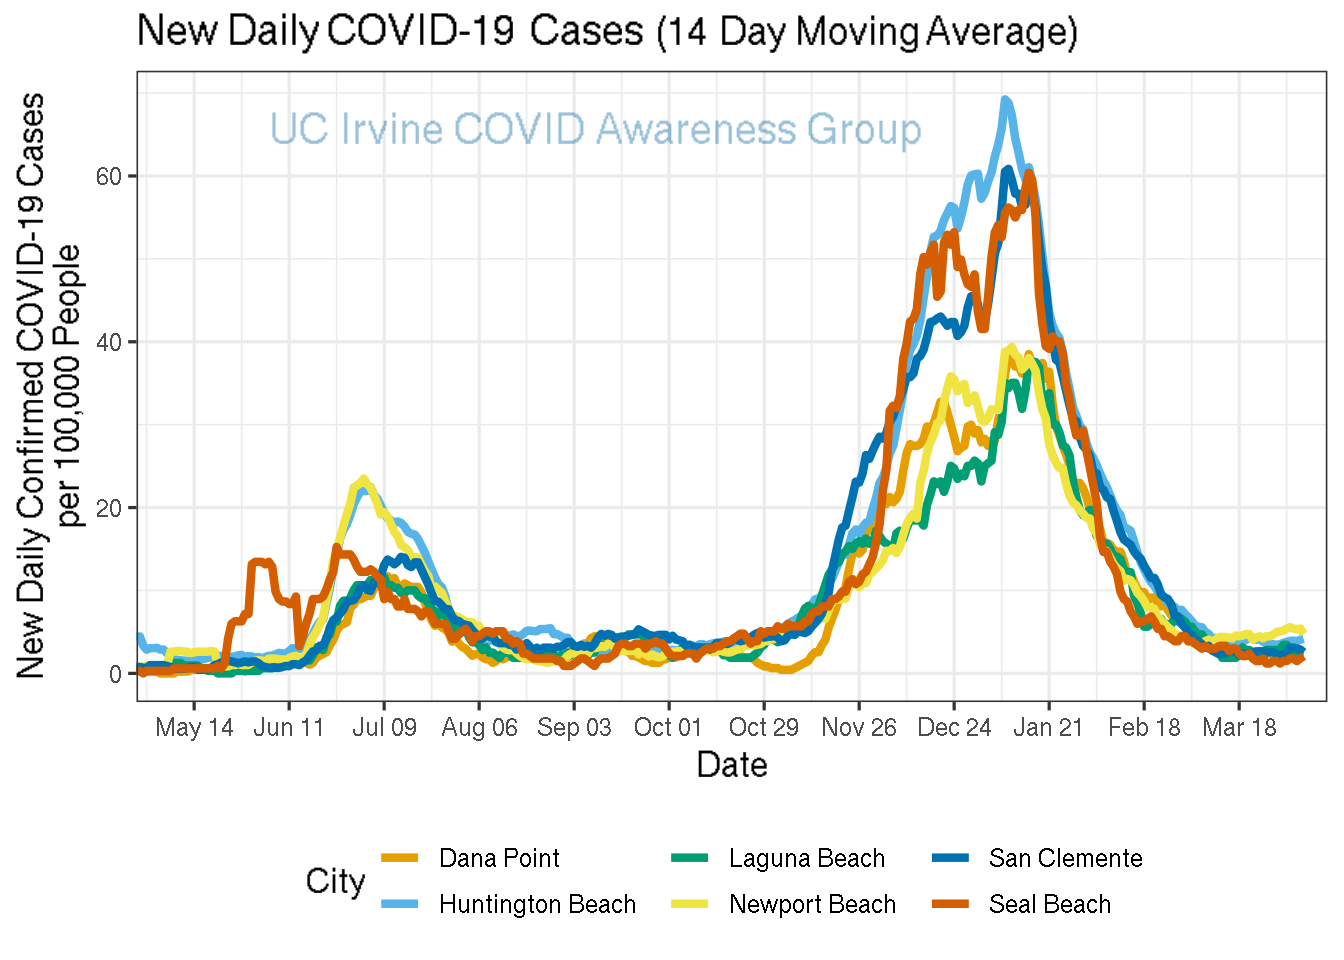 New Daily COVID-19 Cases (14 Day Moving Average)
UC Irvine COVID Awareness Group
New Daily Confirmed COVID-19 Cases
per 100,000 People
60
40
20
0
May 14 Jun 11 Jul 09 Aug 06 Sep 03 Oct 01 Oct 29 Nov 26 Dec 24 Jan 21 Feb 18 Mar 18
Date
City
Dana Point Laguna Beach San Clemente
Huntington Beach Newport Beach Seal Beach